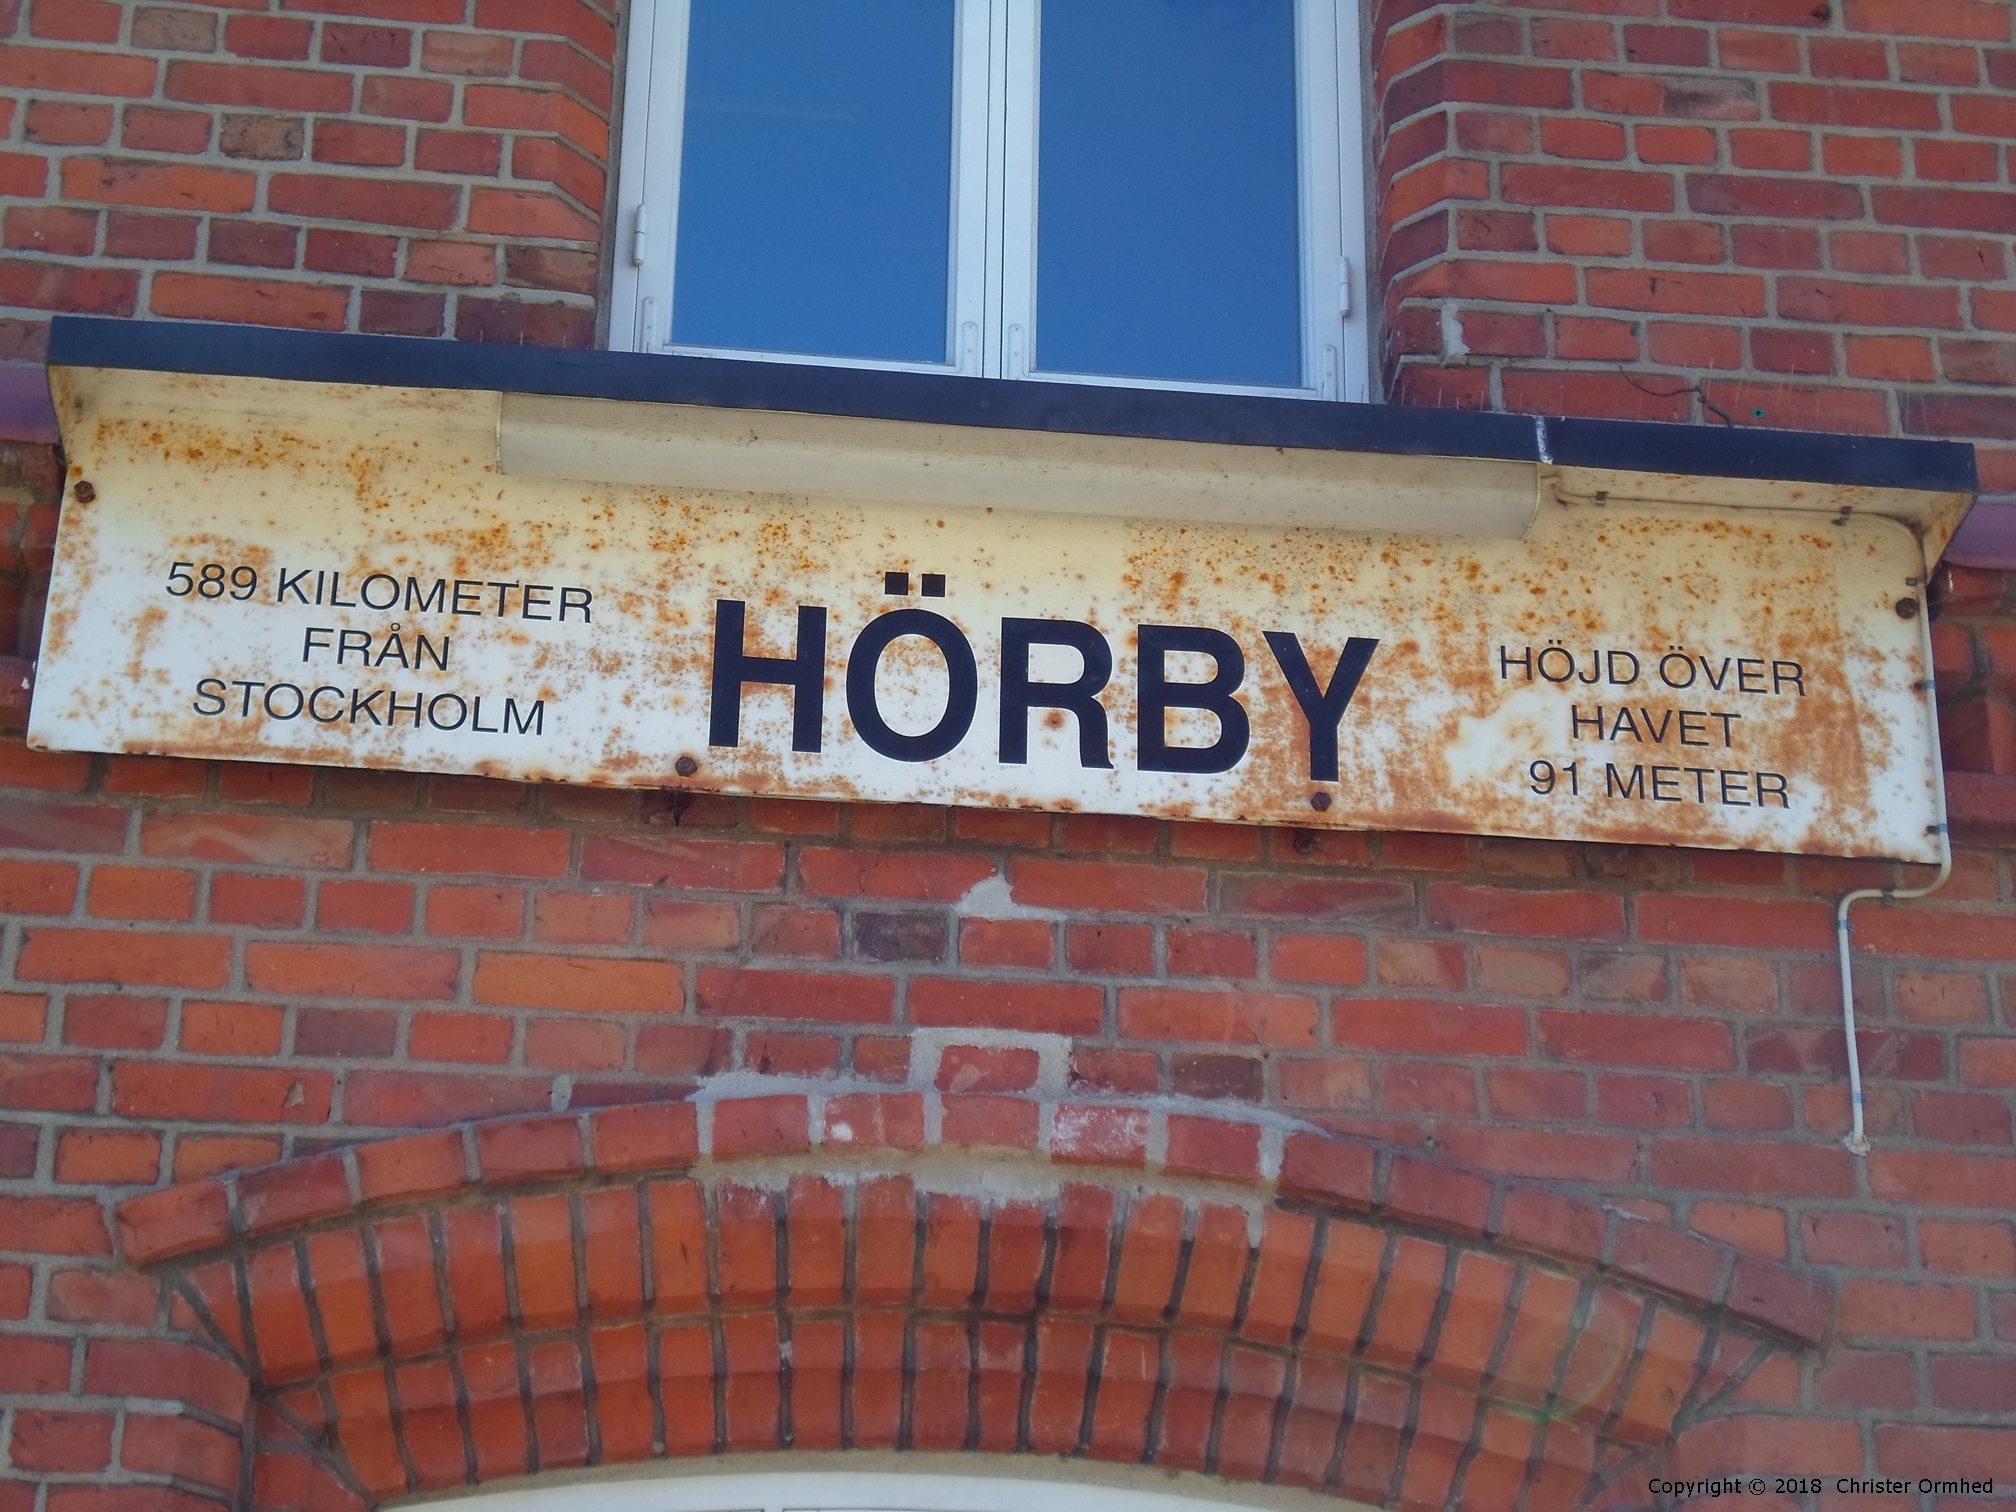 589 KILOMETER
FRÅN
STOCKHOLM
HÖRBY
HÖJD ÖVER
HAVET
91 METER
Copyright © 2018 Christer Ormhed